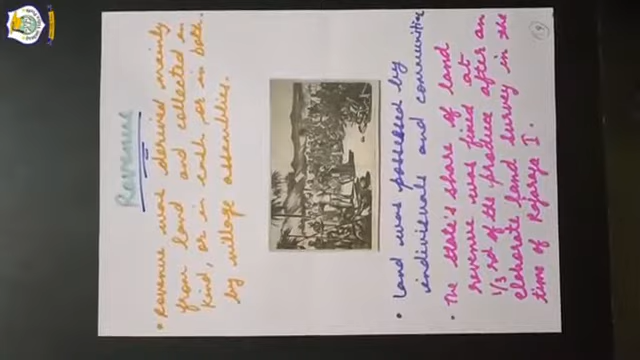 Revenue
• Revenue was derived mainly
from land and collected in
kind, or in cash or in both
by village assemblies.
• Land was possessed by
individuals and communities
• The state's share of land
revenue was fixed at
1/3 rd of the produce after an
elaborate land survey in the
time of Rajaraja I.